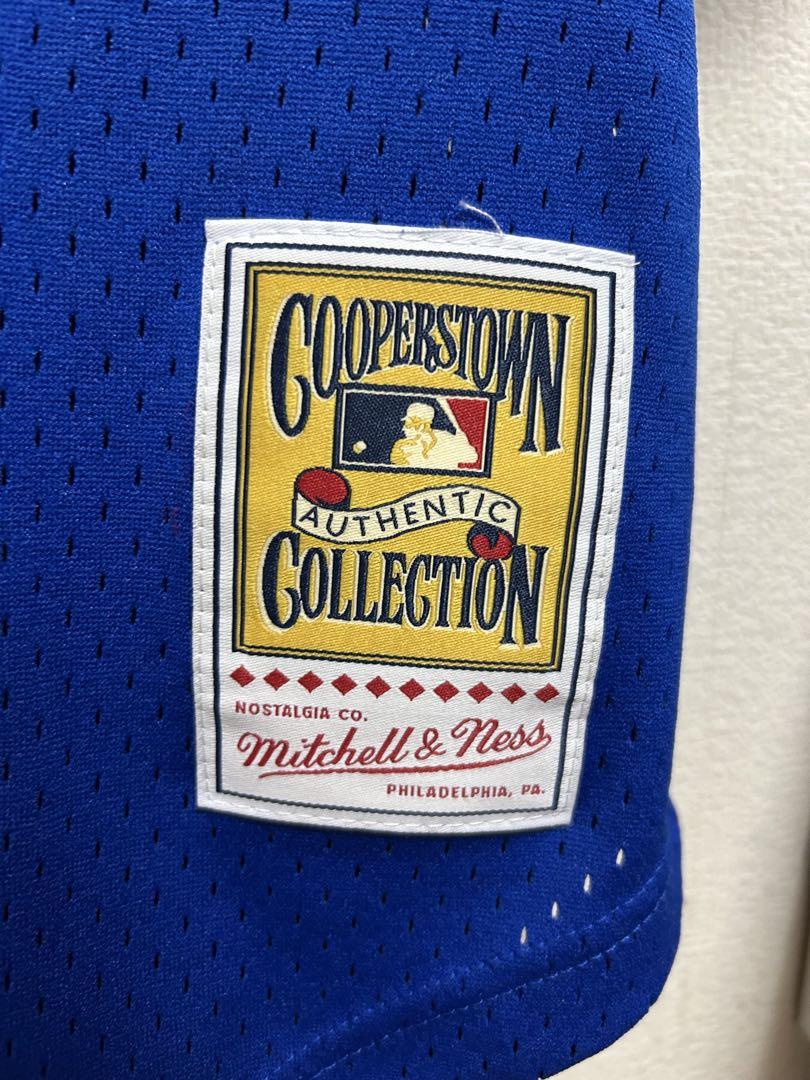 COOPERSTOWN
AUTHENTIC
COLLECTION
NOSTALGIA CO.
Mitchell & Ness
PHILADELPHIA, PA.